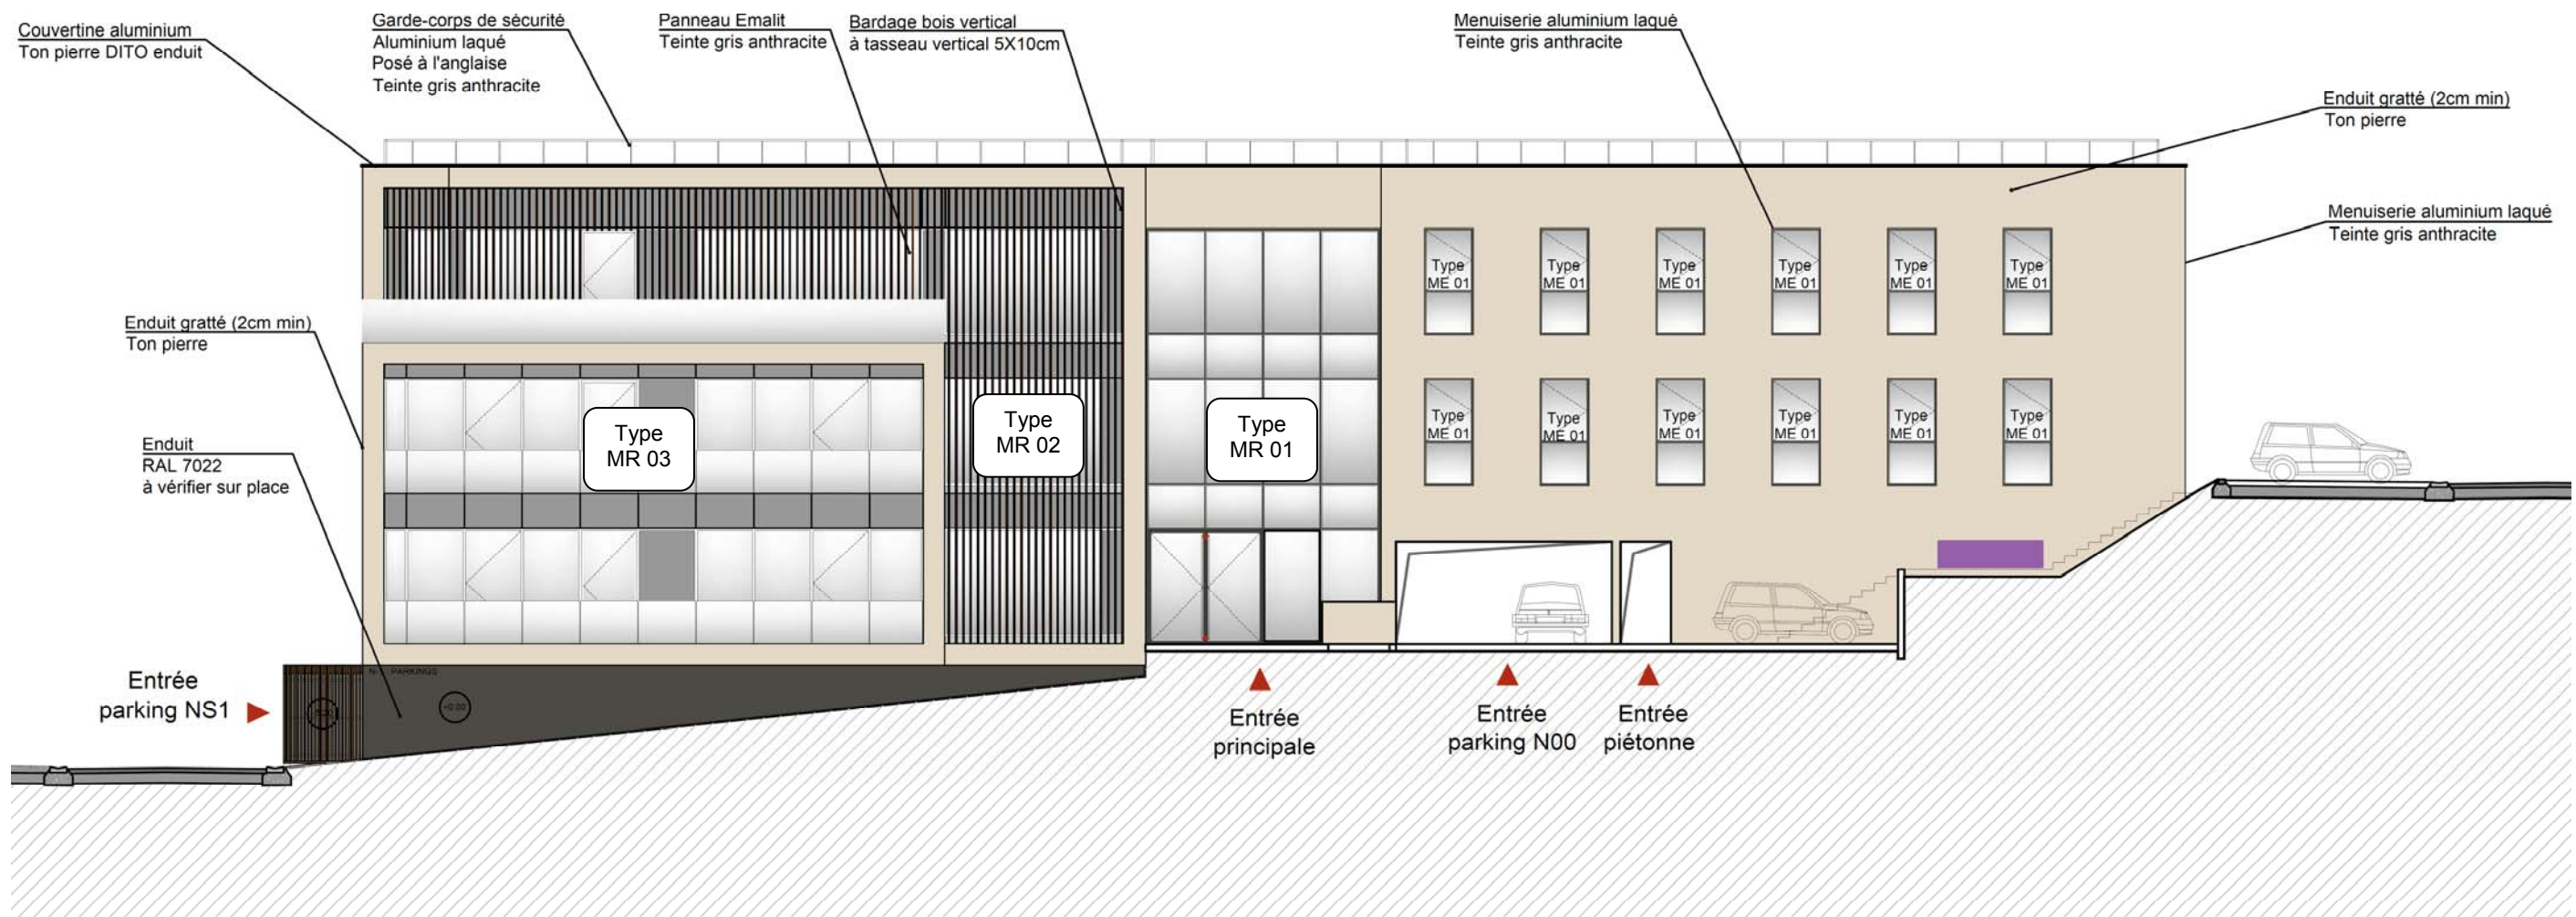 Couvertine aluminium
Ton pierre DITO enduit
Garde-corps de sécurité
Aluminium laqué
Posé à l'anglaise
Teinte gris anthracite
Panneau Emalit
Teinte gris anthracite
Bardage bois vertical
à tasseau vertical 5X10cm
Menuiserie aluminium laqué
Teinte gris anthracite
Enduit gratté (2cm min)
Ton pierre
Menuiserie aluminium laqué
Teinte gris anthracite
Enduit gratté (2cm min)
Ton pierre
Enduit
RAL 7022
à vérifier sur place
Type
ME 01
Type
ME 01
Type
ME 01
Type
ME 01
Type
ME 01
Type
ME 01
Type
MR 03
Type
MR 02
Type
MR 01
Type
ME 01
Type
ME 01
Type
ME 01
Type
ME 01
Type
ME 01
Type
ME 01
PARKINGS
Entrée
parking NS1
Entrée
principale
Entrée
parking N00
Entrée
piétonne